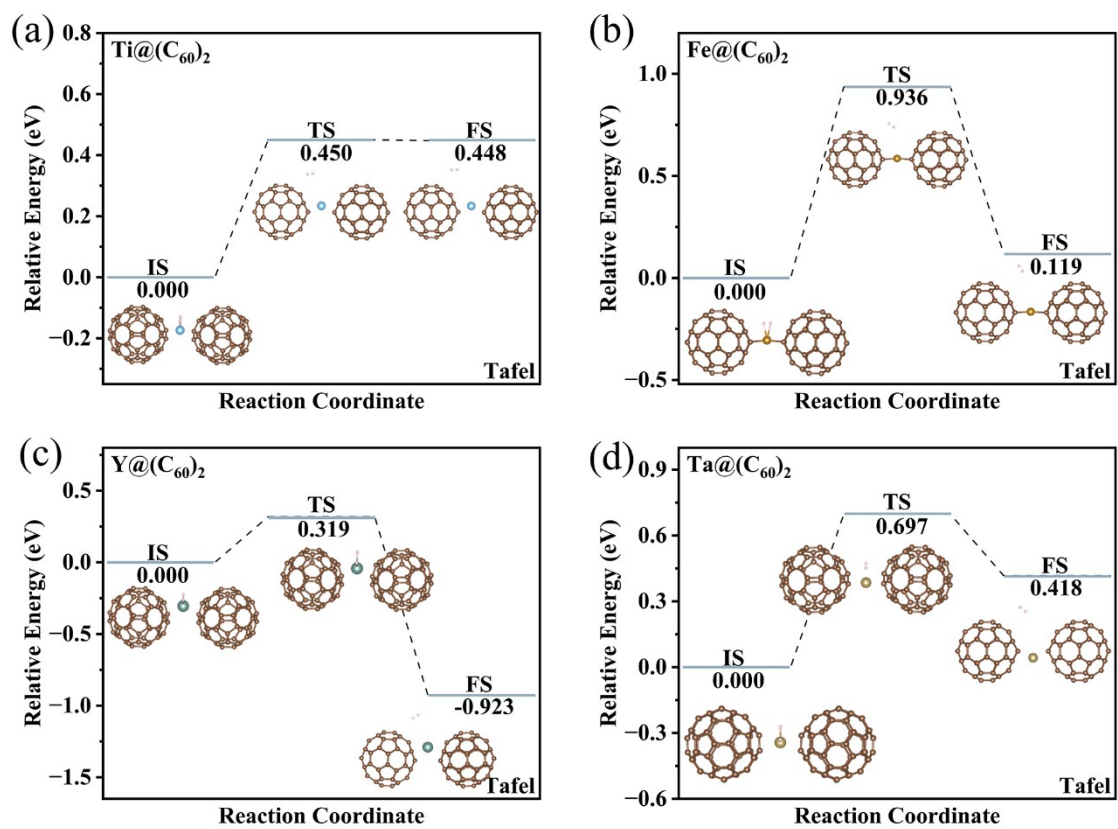 (a)
Ti@(C₆₀)₂
Relative Energy (eV)
0.8
0.6
0.4
0.2
0.0
−0.2
IS
0.000
TS
0.450
FS
0.448
Tafel
Reaction Coordinate
(b)
Fe@(C₆₀)₂
Relative Energy (eV)
1.0
0.5
0.0
−0.5
IS
0.000
TS
0.936
FS
0.119
Tafel
Reaction Coordinate
(c)
Y@(C₆₀)₂
Relative Energy (eV)
0.5
0.0
−0.5
−1.0
−1.5
IS
0.000
TS
0.319
FS
-0.923
Tafel
Reaction Coordinate
(d)
Ta@(C₆₀)₂
Relative Energy (eV)
0.9
0.6
0.3
0.0
−0.3
−0.6
IS
0.000
TS
0.697
FS
0.418
Tafel
Reaction Coordinate